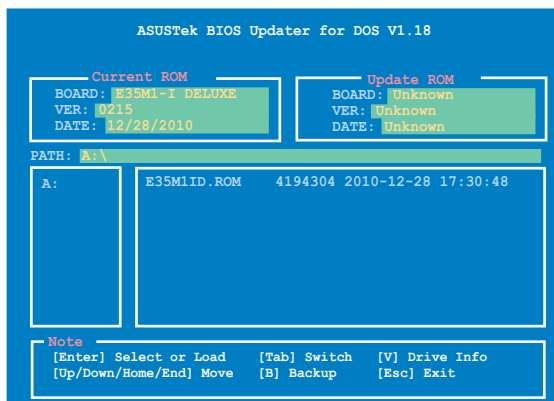 ASUSTek BIOS Updater for DOS V1.18
Current ROM
BOARD: E35M1-I DELUXE
VER: 0215
DATE: 12/28/2010
Update ROM
BOARD: Unknown
VER: Unknown
DATE: Unknown
PATH: A:\
A:
E35M1ID.ROM 4194304 2010-12-28 17:30:48
Note
[Enter] Select or Load [Tab] Switch [V] Drive Info
[Up/Down/Home/End] Move [B] Backup [Esc] Exit